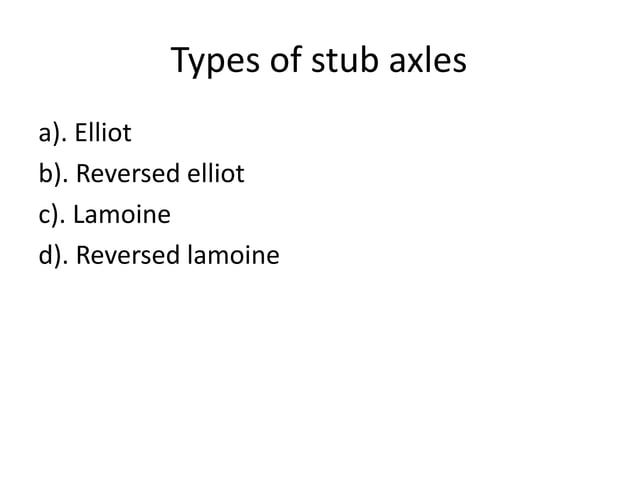 Types of stub axles
a). Elliot
b). Reversed elliot
c). Lamoine
d). Reversed lamoine